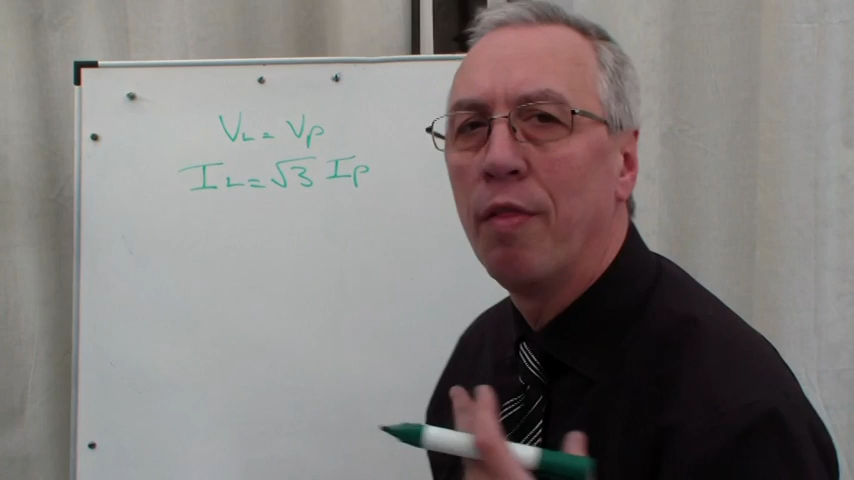 VL = Vp
IL = √3 Ip